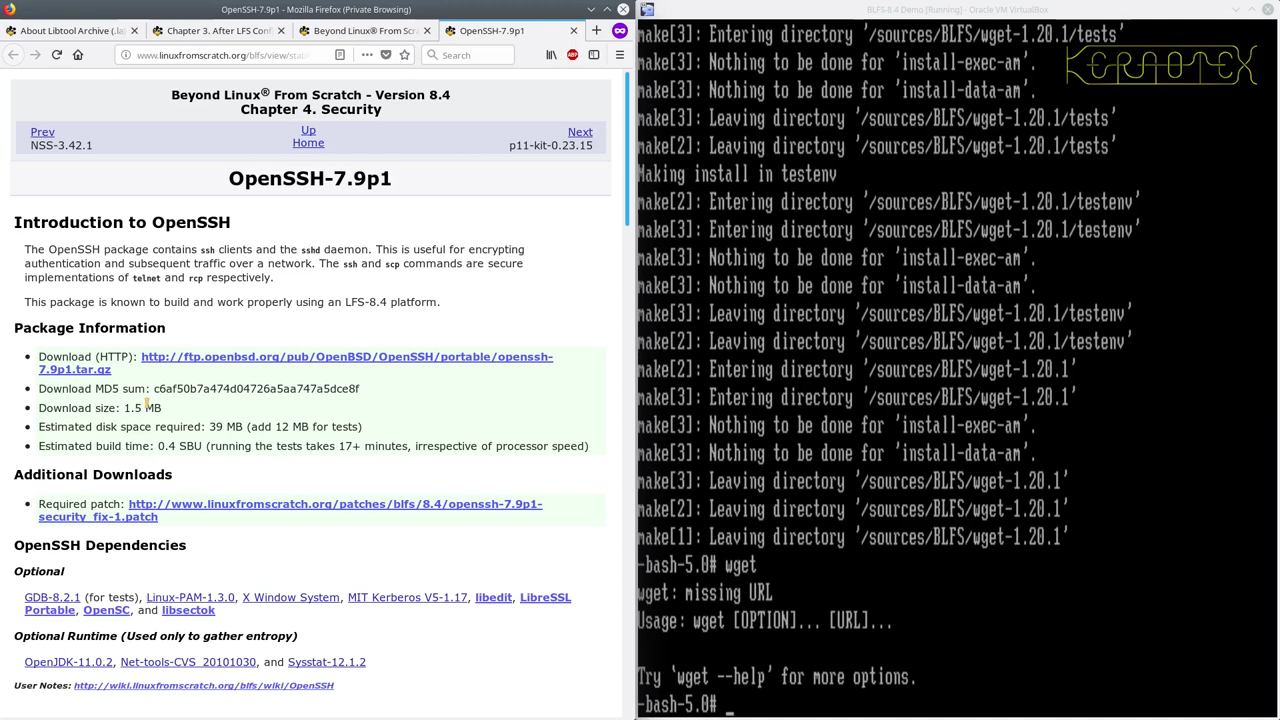 OpenSSH-7.9p1 - Mozilla Firefox (Private Browsing)
About Libtool Archive (.la
Chapter 3. After LFS Conf
Beyond Linux® From Scra
OpenSSH-7.9p1
www.linuxfromscratch.org/blfs/view/stab
Search
ABP
Beyond Linux® From Scratch - Version 8.4
Chapter 4. Security
Prev
Up
Next
NSS-3.42.1
Home
p11-kit-0.23.15
OpenSSH-7.9p1
Introduction to OpenSSH
The OpenSSH package contains ssh clients and the sshd daemon. This is useful for encrypting
authentication and subsequent traffic over a network. The ssh and scp commands are secure
implementations of telnet and rcp respectively.
This package is known to build and work properly using an LFS-8.4 platform.
Package Information
Download (HTTP): http://ftp.openbsd.org/pub/OpenBSD/OpenSSH/portable/openssh-
7.9p1.tar.gz
Download MD5 sum: c6af50b7a474d04726a5aa747a5dce8f
Download size: 1.5 MB
Estimated disk space required: 39 MB (add 12 MB for tests)
Estimated build time: 0.4 SBU (running the tests takes 17+ minutes, irrespective of processor speed)
Additional Downloads
Required patch: http://www.linuxfromscratch.org/patches/blfs/8.4/openssh-7.9p1-
security_fix-1.patch
OpenSSH Dependencies
Optional
GDB-8.2.1 (for tests), Linux-PAM-1.3.0, X Window System, MIT Kerberos V5-1.17, libedit, LibreSSL
Portable, OpenSC, and libsectok
Optional Runtime (Used only to gather entropy)
OpenJDK-11.0.2, Net-tools-CVS_20101030, and Sysstat-12.1.2
User Notes: http://wiki.linuxfromscratch.org/blfs/wiki/OpenSSH
BLFS-8.4 Demo [Running] - Oracle VM VirtualBox
KERAOTEX
make[3]: Entering directory '/sources/BLFS/wget-1.20.1/tests'
make[3]: Nothing to be done for 'install-exec-am'.
make[3]: Nothing to be done for 'install-data-am'.
make[3]: Leaving directory '/sources/BLFS/wget-1.20.1/tests'
make[2]: Leaving directory '/sources/BLFS/wget-1.20.1/tests'
Making install in testenv
make[2]: Entering directory '/sources/BLFS/wget-1.20.1/testenv'
make[3]: Entering directory '/sources/BLFS/wget-1.20.1/testenv'
make[3]: Nothing to be done for 'install-exec-am'.
make[3]: Nothing to be done for 'install-data-am'.
make[3]: Leaving directory '/sources/BLFS/wget-1.20.1/testenv'
make[2]: Leaving directory '/sources/BLFS/wget-1.20.1/testenv'
make[2]: Entering directory '/sources/BLFS/wget-1.20.1'
make[3]: Entering directory '/sources/BLFS/wget-1.20.1'
make[3]: Nothing to be done for 'install-exec-am'.
make[3]: Nothing to be done for 'install-data-am'.
make[3]: Leaving directory '/sources/BLFS/wget-1.20.1'
make[2]: Leaving directory '/sources/BLFS/wget-1.20.1'
make[1]: Leaving directory '/sources/BLFS/wget-1.20.1'
-bash-5.0# wget
wget: missing URL
Usage: wget [OPTION]... [URL]...
Try 'wget --help' for more options.
-bash-5.0# _